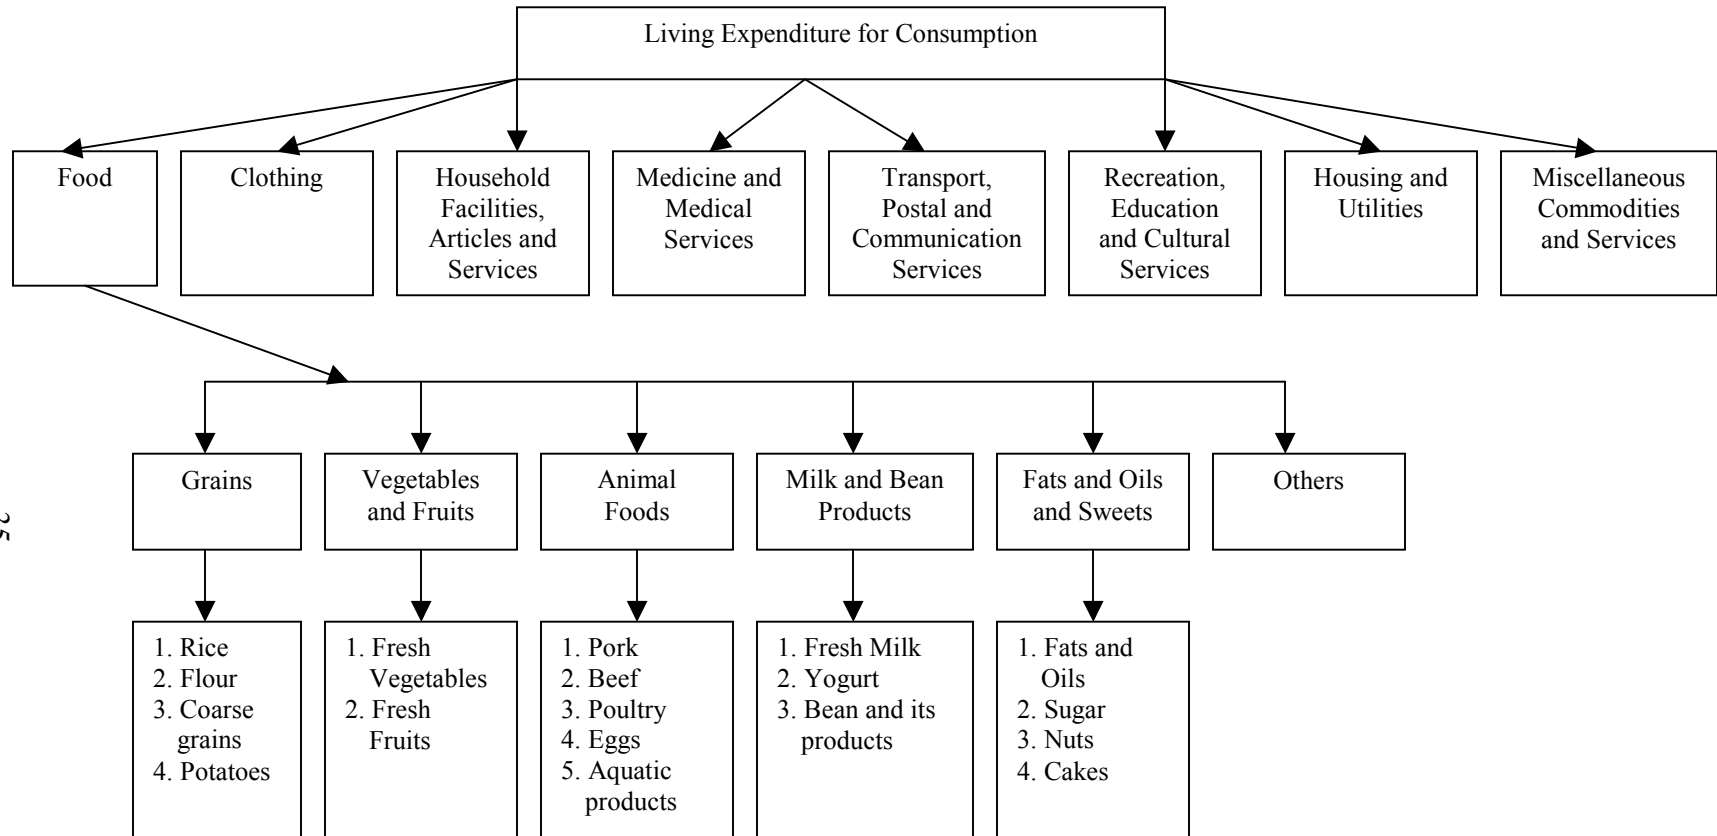 Living Expenditure for Consumption
Food
Clothing
Household
Facilities,
Articles and
Services
Medicine and
Medical
Services
Transport,
Postal and
Communication
Services
Recreation,
Education
and Cultural
Services
Housing and
Utilities
Miscellaneous
Commodities
and Services
Grains
Vegetables
and Fruits
Animal
Foods
Milk and Bean
Products
Fats and Oils
and Sweets
Others
25
1. Rice
2. Flour
3. Coarse
grains
4. Potatoes
1. Fresh
Vegetables
2. Fresh
Fruits
1. Pork
2. Beef
3. Poultry
4. Eggs
5. Aquatic
products
1. Fresh Milk
2. Yogurt
3. Bean and its
products
1. Fats and
Oils
2. Sugar
3. Nuts
4. Cakes